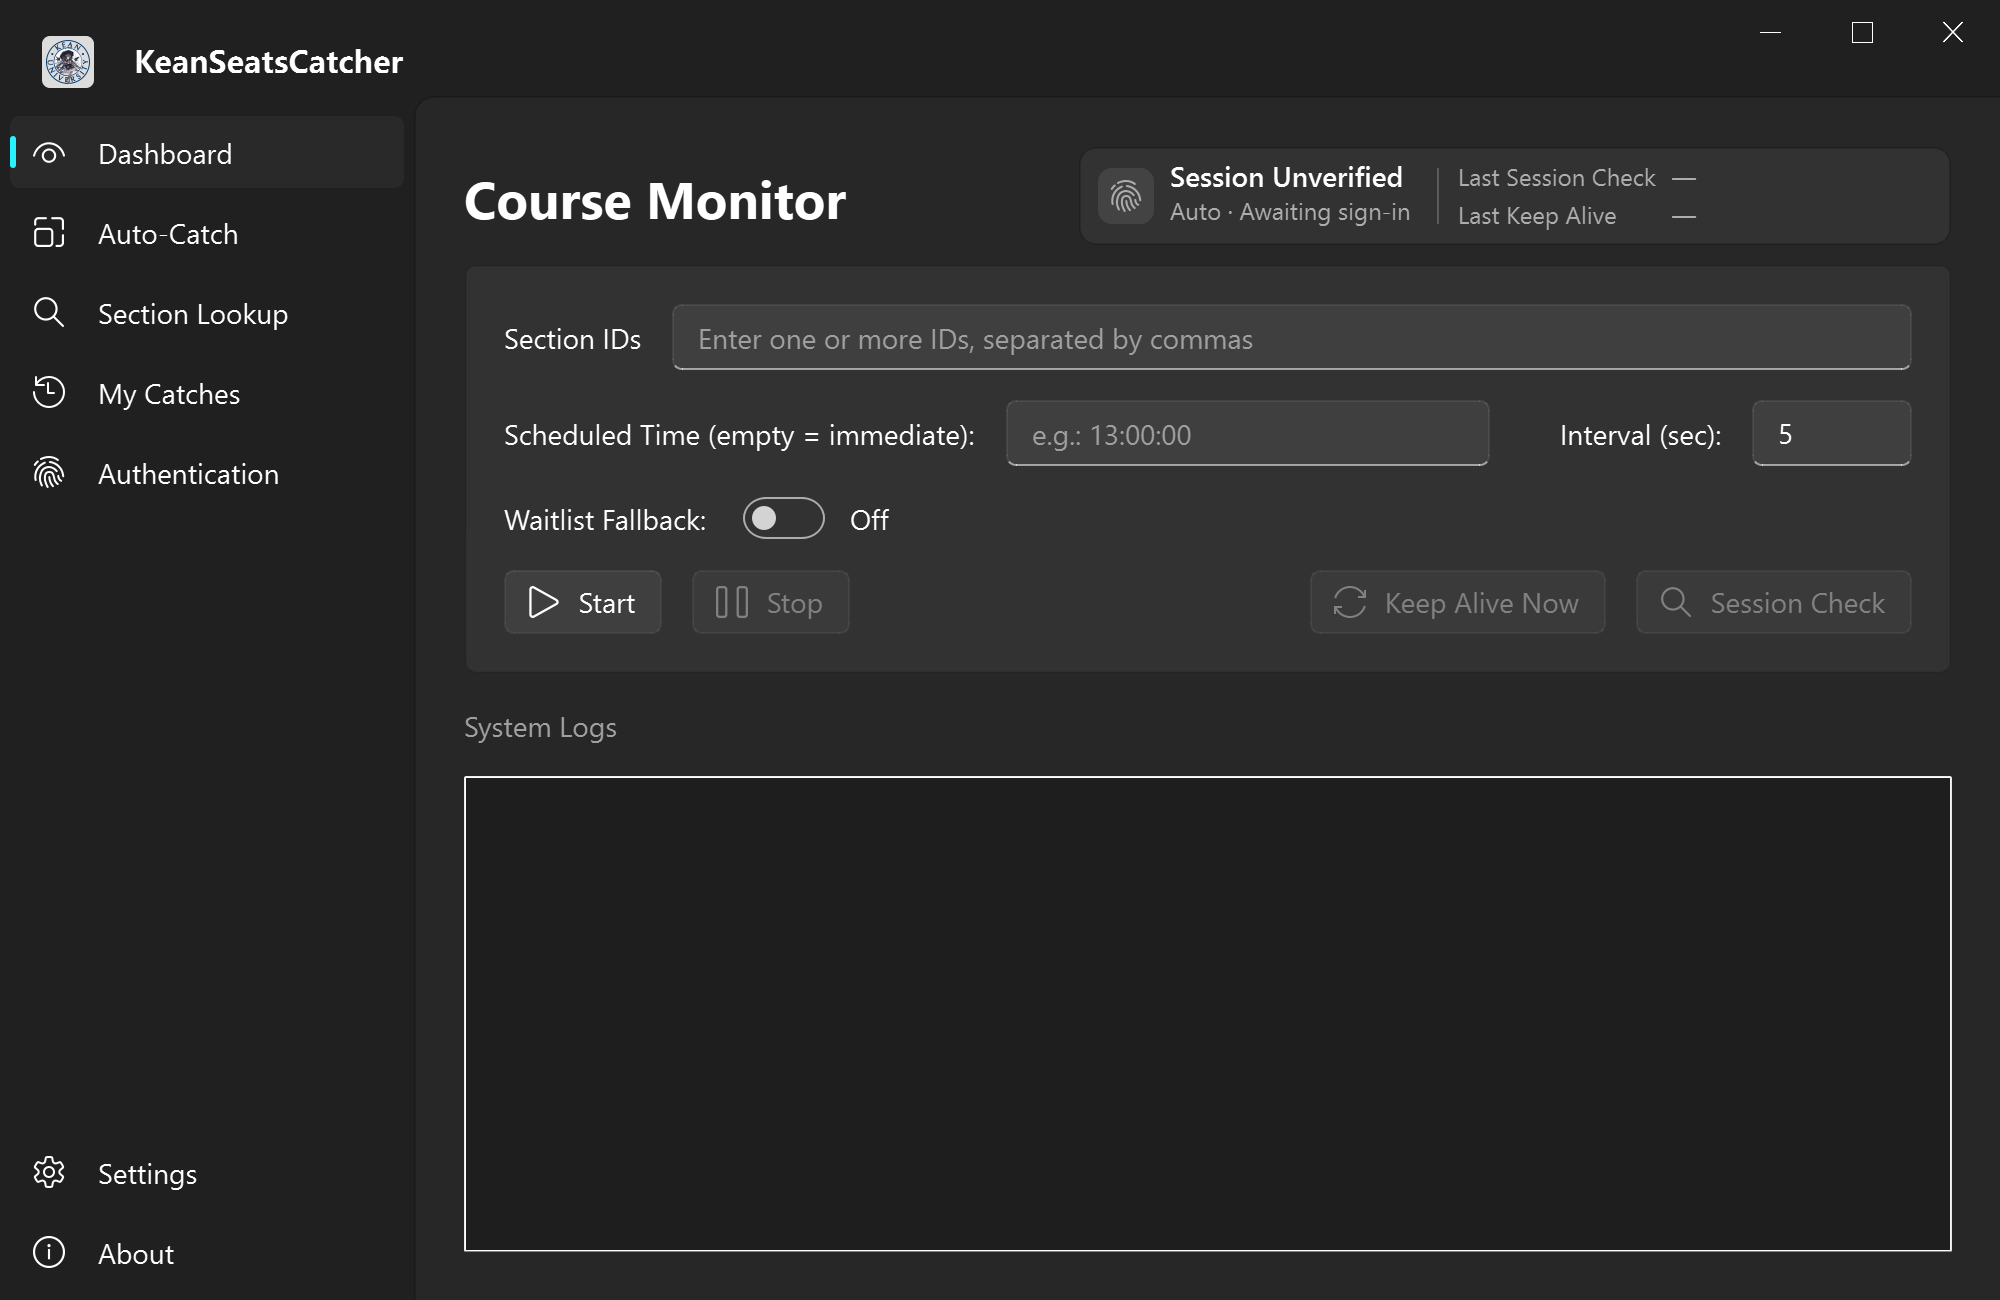 KeanSeatsCatcher
KEAN UNIVERSITY
Dashboard
Auto-Catch
Section Lookup
My Catches
Authentication
Settings
About
Course Monitor
Session Unverified
Auto · Awaiting sign-in
Last Session Check —
Last Keep Alive —
Section IDs Enter one or more IDs, separated by commas
Scheduled Time (empty = immediate): e.g.: 13:00:00 Interval (sec): 5
Waitlist Fallback: Off
Start Stop Keep Alive Now Session Check
System Logs